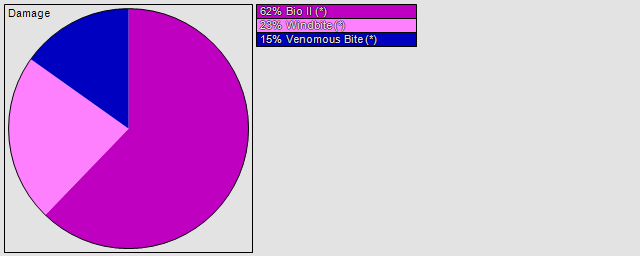 Damage
62% Bio II (*)
23% Windbite (*)
15% Venomous Bite (*)